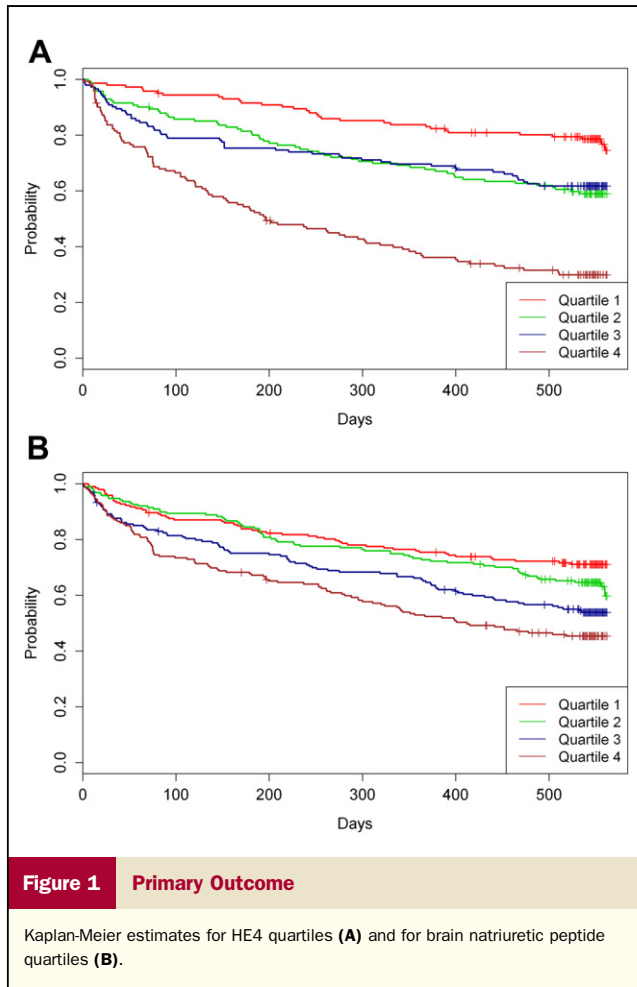 A
1.0
0.8
0.6
0.4
0.2
0.0
Probability
0 100 200 300 400 500
Days
Quartile 1
Quartile 2
Quartile 3
Quartile 4
B
1.0
0.8
0.6
0.4
0.2
0.0
Probability
0 100 200 300 400 500
Days
Quartile 1
Quartile 2
Quartile 3
Quartile 4
Figure 1 Primary Outcome
Kaplan-Meier estimates for HE4 quartiles (A) and for brain natriuretic peptide
quartiles (B).